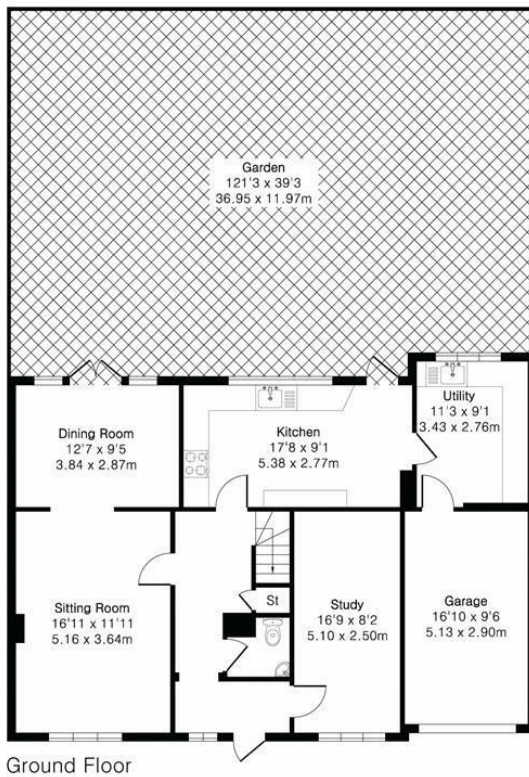 Garden
121'3 x 39'3
36.95 x 11.97m
Utility
11'3 x 9'1
3.43 x 2.76m
Dining Room
12'7 x 9'5
3.84 x 2.87m
Kitchen
17'8 x 9'1
5.38 x 2.77m
Sitting Room
16'11 x 11'11
5.16 x 3.64m
St
Study
16'9 x 8'2
5.10 x 2.50m
Garage
16'10 x 9'6
5.13 x 2.90m
Ground Floor